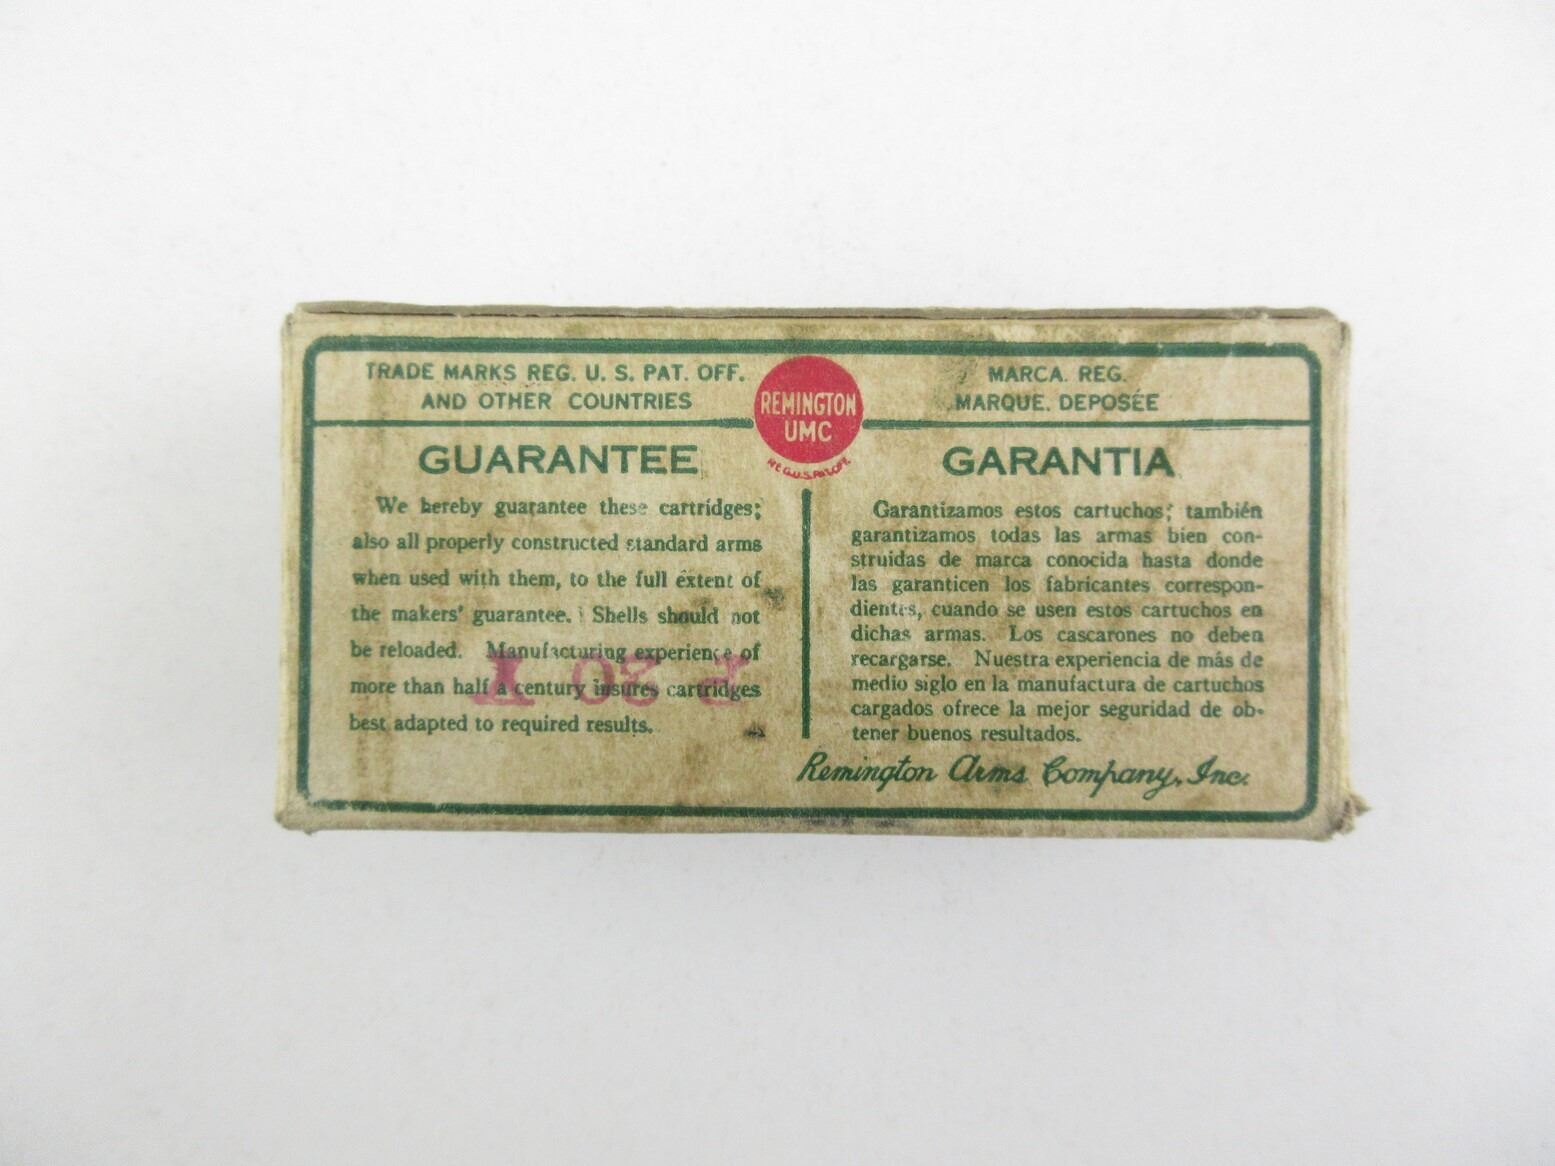 TRADE MARKS REG. U. S. PAT. OFF.
AND OTHER COUNTRIES
REMINGTON
UMC
REG.U.S.PAT.OFF.
MARCA. REG.
MARQUE. DEPOSÉE
GUARANTEE
We hereby guarantee these cartridges;
also all properly constructed standard arms
when used with them, to the full extent of
the makers' guarantee. Shells should not
be reloaded. Manufacturing experience of
more than half a century insures cartridges
best adapted to required results.
GARANTIA
Garantizamos estos cartuchos; también
garantizamos todas las armas bien con-
struidas de marca conocida hasta donde
las garanticen los fabricantes correspon-
dientes, cuando se usen estos cartuchos en
dichas armas. Los cascarones no deben
recargarse. Nuestra experiencia de más de
medio siglo en la manufactura de cartuchos
cargados ofrece la mejor seguridad de ob-
tener buenos resultados.
Remington Arms Company, Inc.